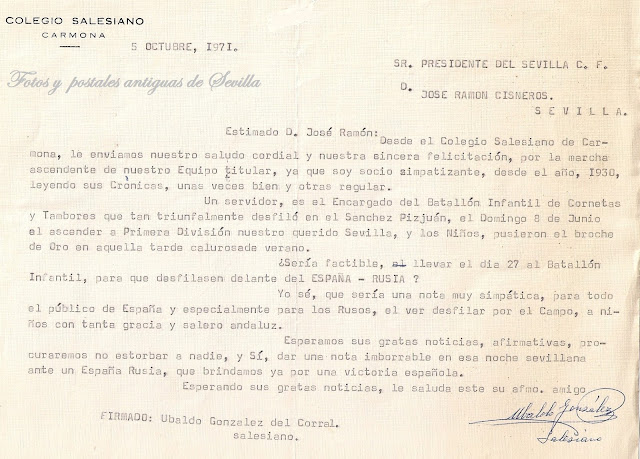 COLEGIO SALESIANO
CARMONA
5 OCTUBRE, 1971.
SR. PRESIDENTE DEL SEVILLA C. F.
Fotos y postales antiguas de Sevilla
D.
JOSE RAMON CISNEROS.
S E V I L L A.
Estimado D. José Ramón:
Desde el Colegio Salesiano de Car-
mona, le enviamos nuestro saludo cordial y nuestra sincera felicitación, por la marcha
ascendente de nuestro Equipo titular, ya que soy socio simpatizante, desde el año, 1930,
leyendo sus Crònicas, unas veces bien y otras regular.
Un servidor, es el Encargado del Batallón Infantil de Cornetas
y Tambores que tan triunfalmente desfiló en el Sanchez Pizjuén, el Domingo 8 de Junio
el ascender a Primera División nuestro querido Sevilla, y los Niños, pusieron el broche
de Oro en aquella tarde calurosade verano.
¿Sería factible, el llevar el dia 27 al Batallón
Infantil, para que desfilasen delante del ESPAÑA - RUSIA ?
Yo sé, que sería una nota muy simpática, para todo
el público de España y especialmente para los Rusos, el ver desfilar por el Campo, a ni-
ños con tanta gracia y salero andaluz.
Esperamos sus gratas noticias, afirmativas, pro-
curaremos no estorbar a nadie, y Sí, dar una nota imborrable en esa noche sevillana
ante un España Rusia, que brindamos ya por una victoria española.
Esperando sus gratas noticias, le saluda este su afmo. amigo
FIRMADO: Ubaldo Gonzalez del Corral.
salesiano.
Ubaldo González
Salesiano